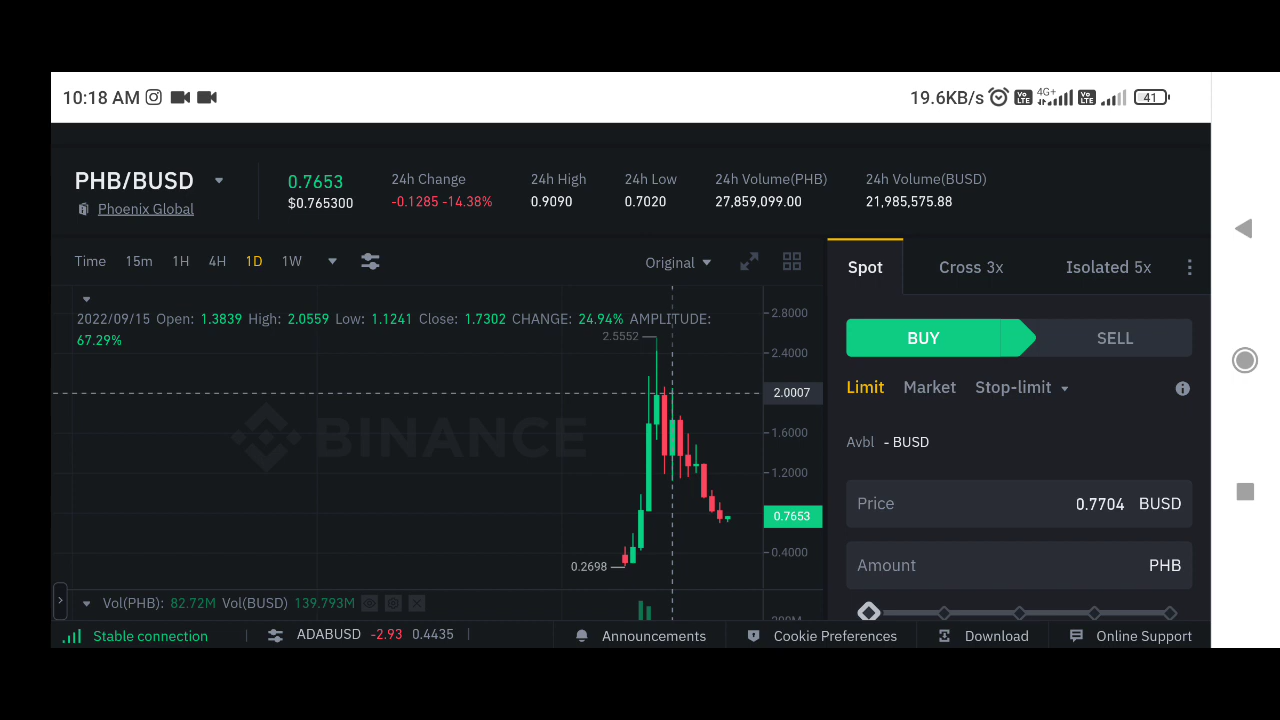 10:18 AM 19.6KB/s Vo LTE 4G+ Vo LTE 41
PHB/BUSD
Phoenix Global
0.7653
$0.765300
24h Change
-0.1285 -14.38%
24h High
0.9090
24h Low
0.7020
24h Volume(PHB)
27,859,099.00
24h Volume(BUSD)
21,985,575.88
Time 15m 1H 4H 1D 1W Original
2022/09/15 Open: 1.3839 High: 2.0559 Low: 1.1241 Close: 1.7302 CHANGE: 24.94% AMPLITUDE:
67.29%
2.5552
0.2698
BINANCE
2.8000
2.4000
2.0007
1.6000
1.2000
0.7653
0.4000
Vol(PHB): 82.72M Vol(BUSD) 139.793M
200M
Spot Cross 3x Isolated 5x
BUY SELL
Limit Market Stop-limit
Avbl - BUSD
Price 0.7704 BUSD
Amount PHB
Stable connection ADABUSD -2.93 0.4435 Announcements Cookie Preferences Download Online Support